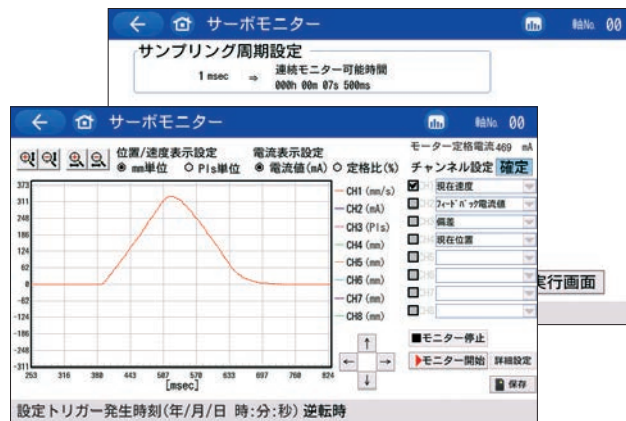 サーボモニター
軸No. 00
サンプリング周期設定
1 msec ⇒ 連続モニター可能時間
000h 00m 07s 500ms
実行画面
サーボモニター
軸No. 00
位置/速度表示設定
電流表示設定
モーター定格電流 469 mA
mm単位 Pls単位
電流値(mA) 定格比(%)
チャンネル設定 確定
373
311
248
186
124
62
0
-62
-124
-186
-248
-311
253 316 380 443 507 570 633 697 760 824
[msec]
CH1 (mm/s)
CH2 (mA)
CH3 (Pls)
CH4 (mm)
CH5 (mm)
CH6 (mm)
CH7 (mm)
CH8 (mm)
CH1 現在速度
CH2 フィードバック電流値
CH3 偏差
CH4 現在位置
CH5
CH6
CH7
CH8
↑
← →
↓
■モニター停止
モニター開始 詳細設定
保存
設定トリガー発生時刻(年/月/日 時:分:秒) 逆転時